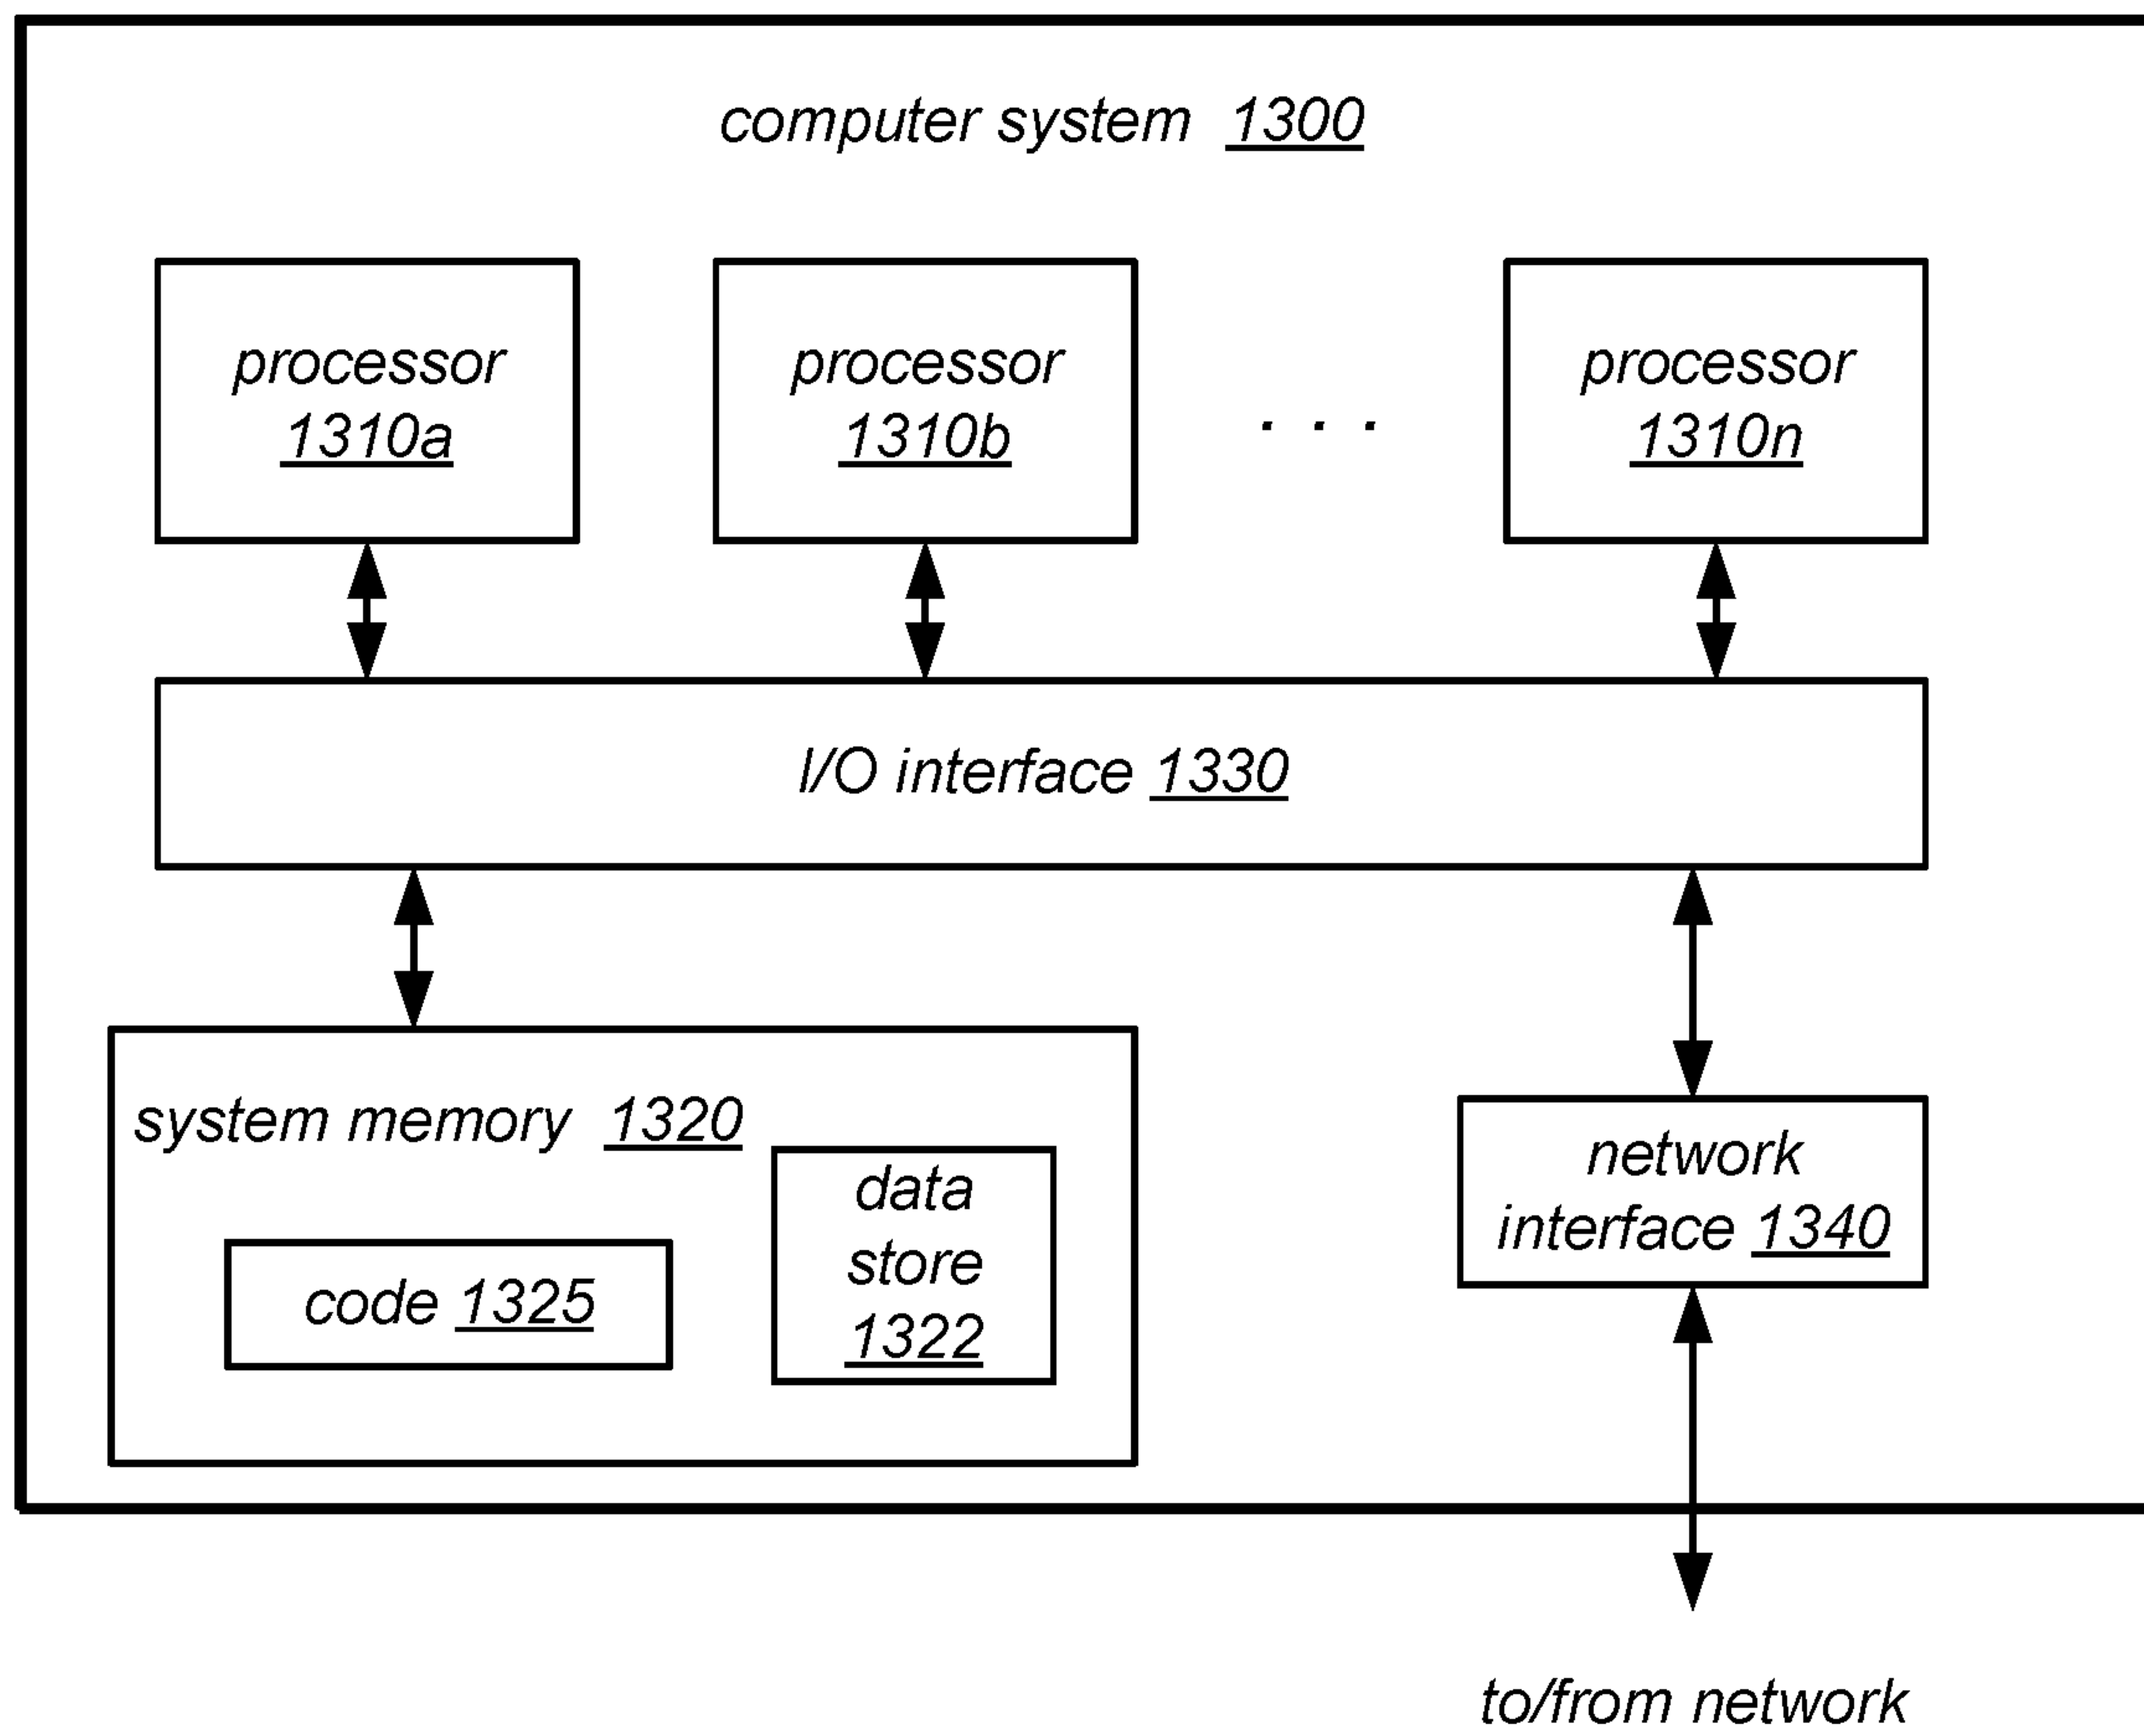 computer system 1300
processor
1310a
processor
1310b
. . .
processor
1310n
I/O interface 1330
system memory 1320
code 1325
data
store
1322
network
interface 1340
to/from network